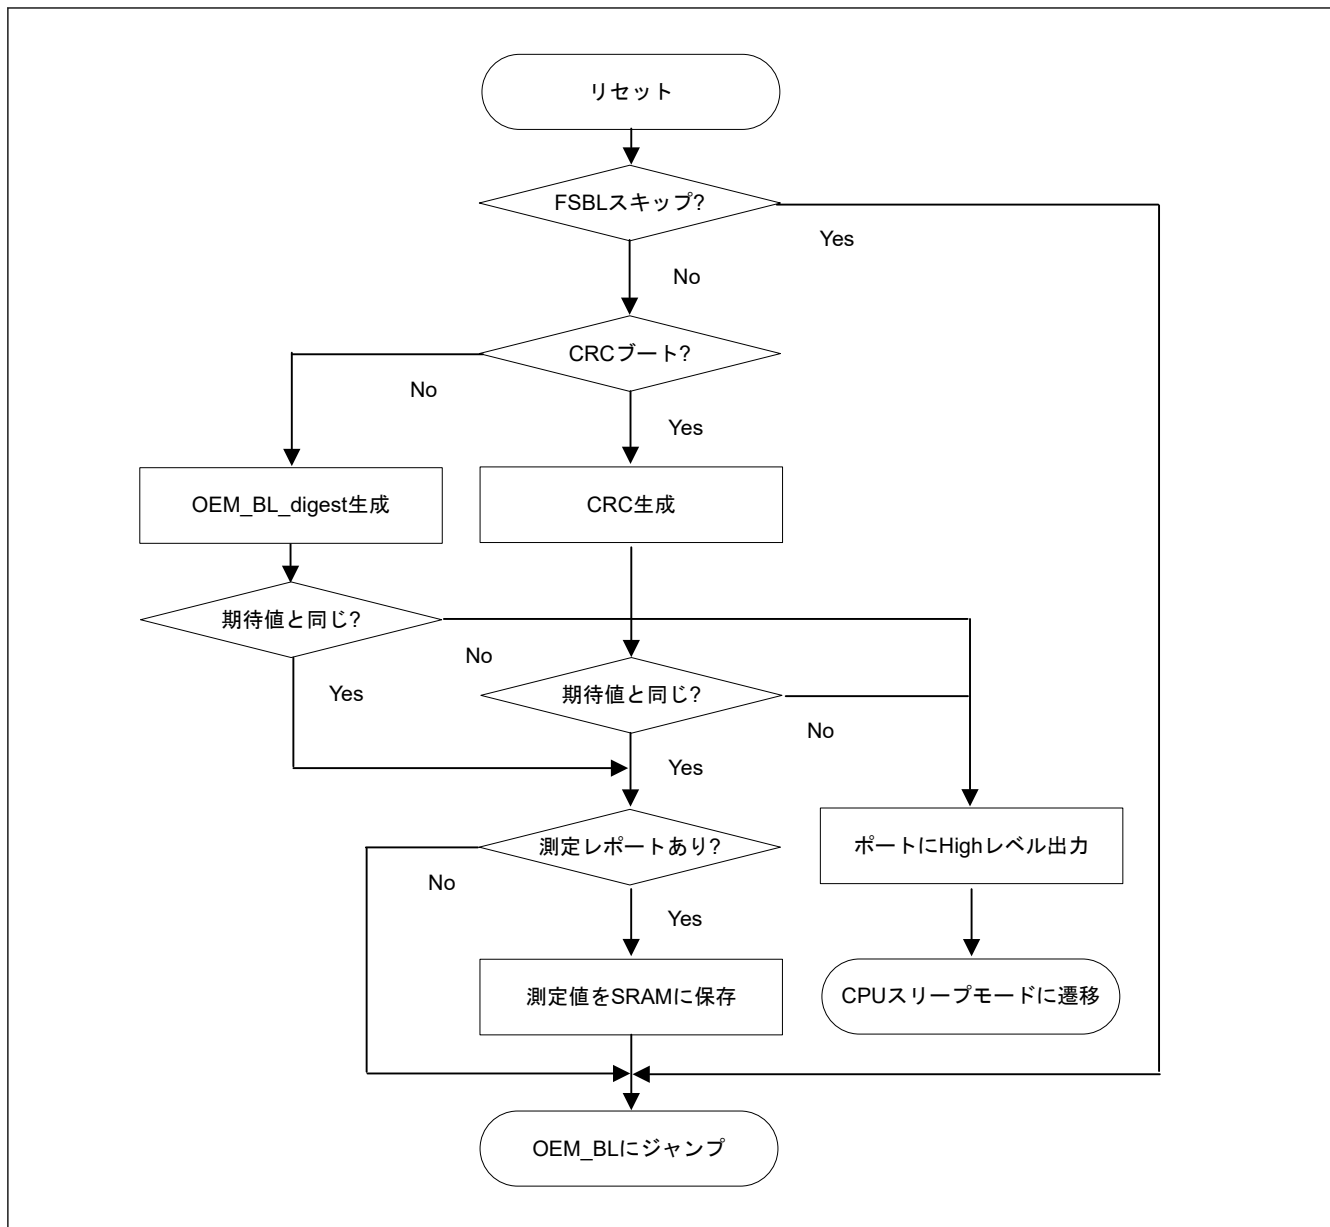 リセット
FSBLスキップ?
Yes
No
CRCブート?
No
Yes
OEM_BL_digest生成
CRC生成
期待値と同じ?
No
Yes
期待値と同じ?
No
Yes
測定レポートあり?
ポートにHighレベル出力
No
Yes
測定値をSRAMに保存
CPUスリープモードに遷移
OEM_BLにジャンプ